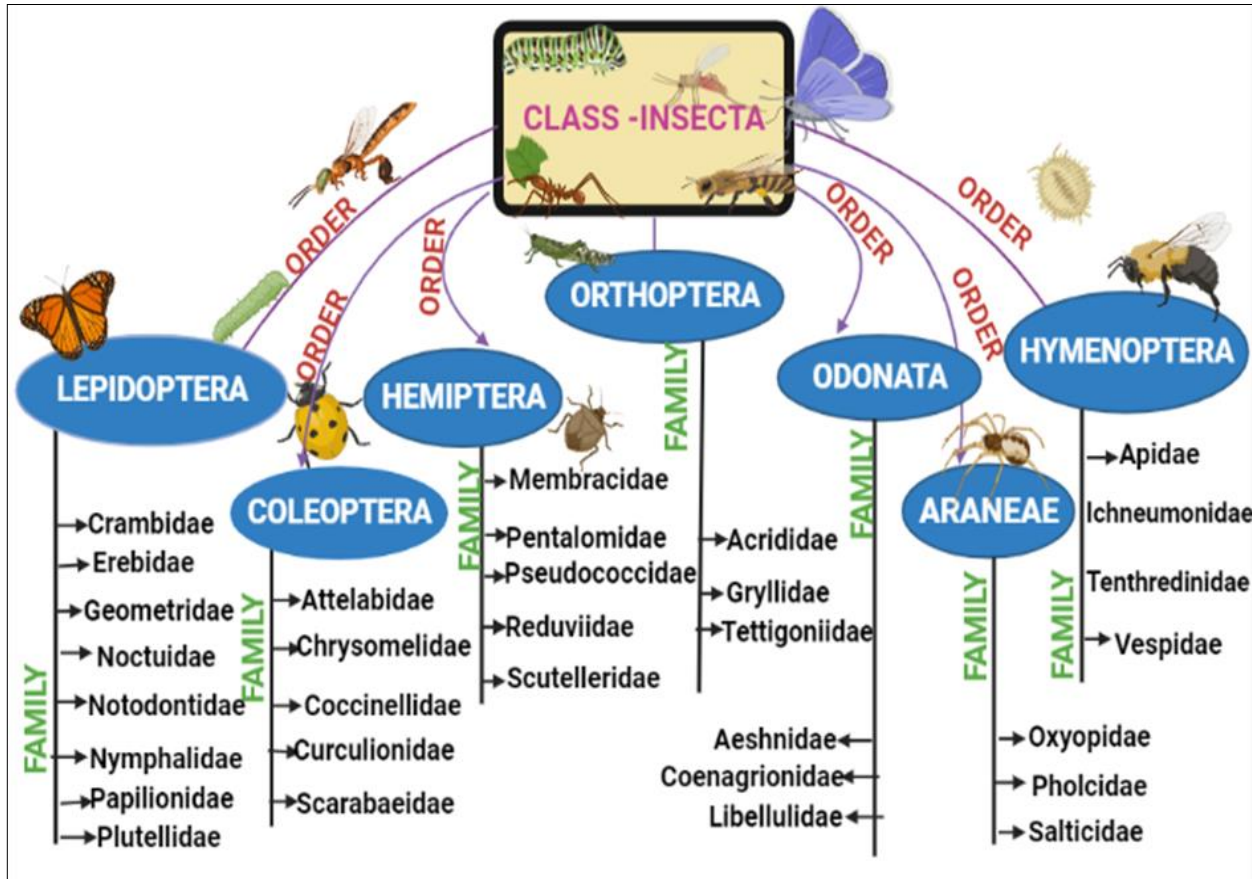 CLASS -INSECTA
ORDER
ORDER
ORDER
ORDER
ORDER
ORDER
LEPIDOPTERA
FAMILY
Crambidae
Erebidae
Geometridae
Noctuidae
Notodontidae
Nymphalidae
Papilionidae
Plutellidae
COLEOPTERA
FAMILY
Attelabidae
Chrysomelidae
Coccinellidae
Curculionidae
Scarabaeidae
HEMIPTERA
FAMILY
Membracidae
Pentalomidae
Pseudococcidae
Reduviidae
Scutelleridae
ORTHOPTERA
FAMILY
Acrididae
Gryllidae
Tettigoniidae
ODONATA
FAMILY
Aeshnidae
Coenagrionidae
Libellulidae
ARANEAE
FAMILY
Oxyopidae
Pholcidae
Salticidae
HYMENOPTERA
FAMILY
Apidae
Ichneumonidae
Tenthredinidae
Vespidae